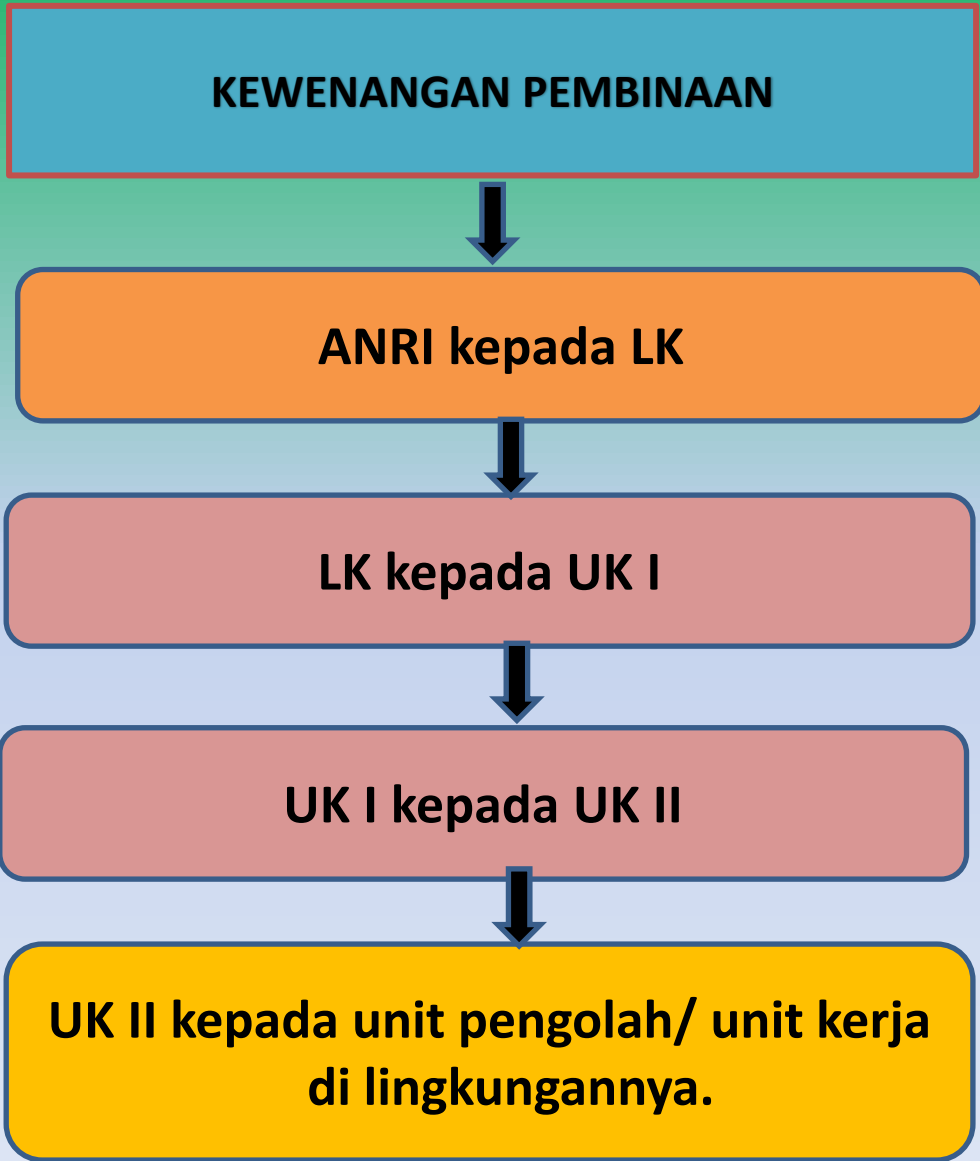 KEWENANGAN PEMBINAAN
ANRI kepada LK
LK kepada UK I
UK I kepada UK II
UK II kepada unit pengolah/ unit kerja
di lingkungannya.